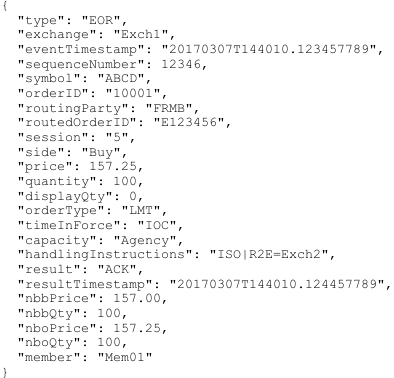 {
"type": "EOR",
"exchange": "Exch1",
"eventTimestamp": "20170307T144010.123457789",
"sequenceNumber": 12346,
"symbol": "ABCD",
"orderID": "10001",
"routingParty": "FRMB",
"routedOrderID": "E123456",
"session": "5",
"side": "Buy",
"price": 157.25,
"quantity": 100,
"displayQty": 0,
"orderType": "LMT",
"timeInForce": "IOC",
"capacity": "Agency",
"handlingInstructions": "ISO|R2E=Exch2",
"result": "ACK",
"resultTimestamp": "20170307T144010.124457789",
"nbbPrice": 157.00,
"nbbQty": 100,
"nboPrice": 157.25,
"nboQty": 100,
"member": "Mem01"
}